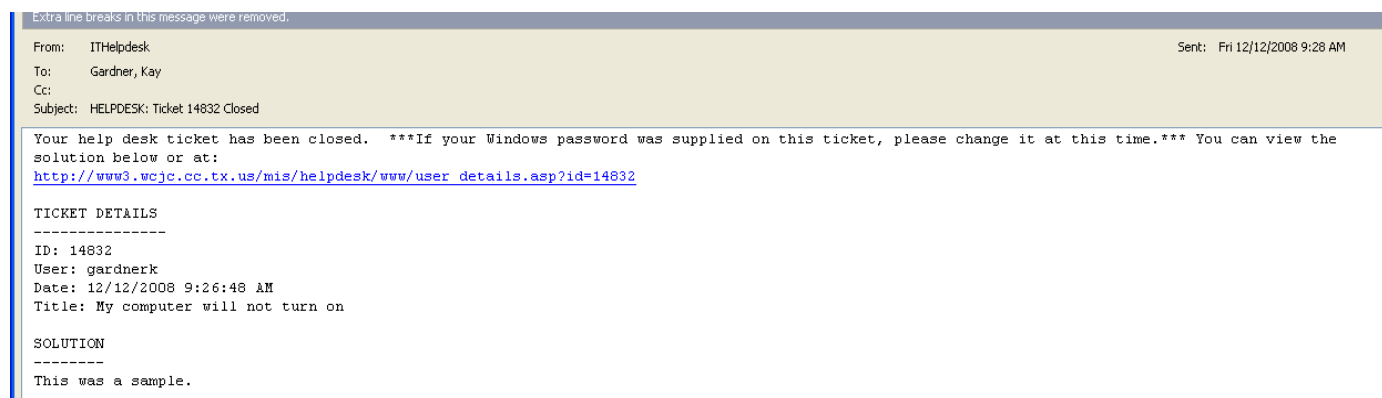 Extra line breaks in this message were removed.
From: ITHelpdesk Sent: Fri 12/12/2008 9:28 AM
To: Gardner, Kay
Cc:
Subject: HELPDESK: Ticket 14832 Closed
Your help desk ticket has been closed.  ***If your Windows password was supplied on this ticket, please change it at this time.*** You can view the
solution below or at:
http://www3.wcjc.cc.tx.us/mis/helpdesk/www/user_details.asp?id=14832
TICKET DETAILS
---------------
ID: 14832
User: gardnerk
Date: 12/12/2008 9:26:48 AM
Title: My computer will not turn on
SOLUTION
--------
This was a sample.